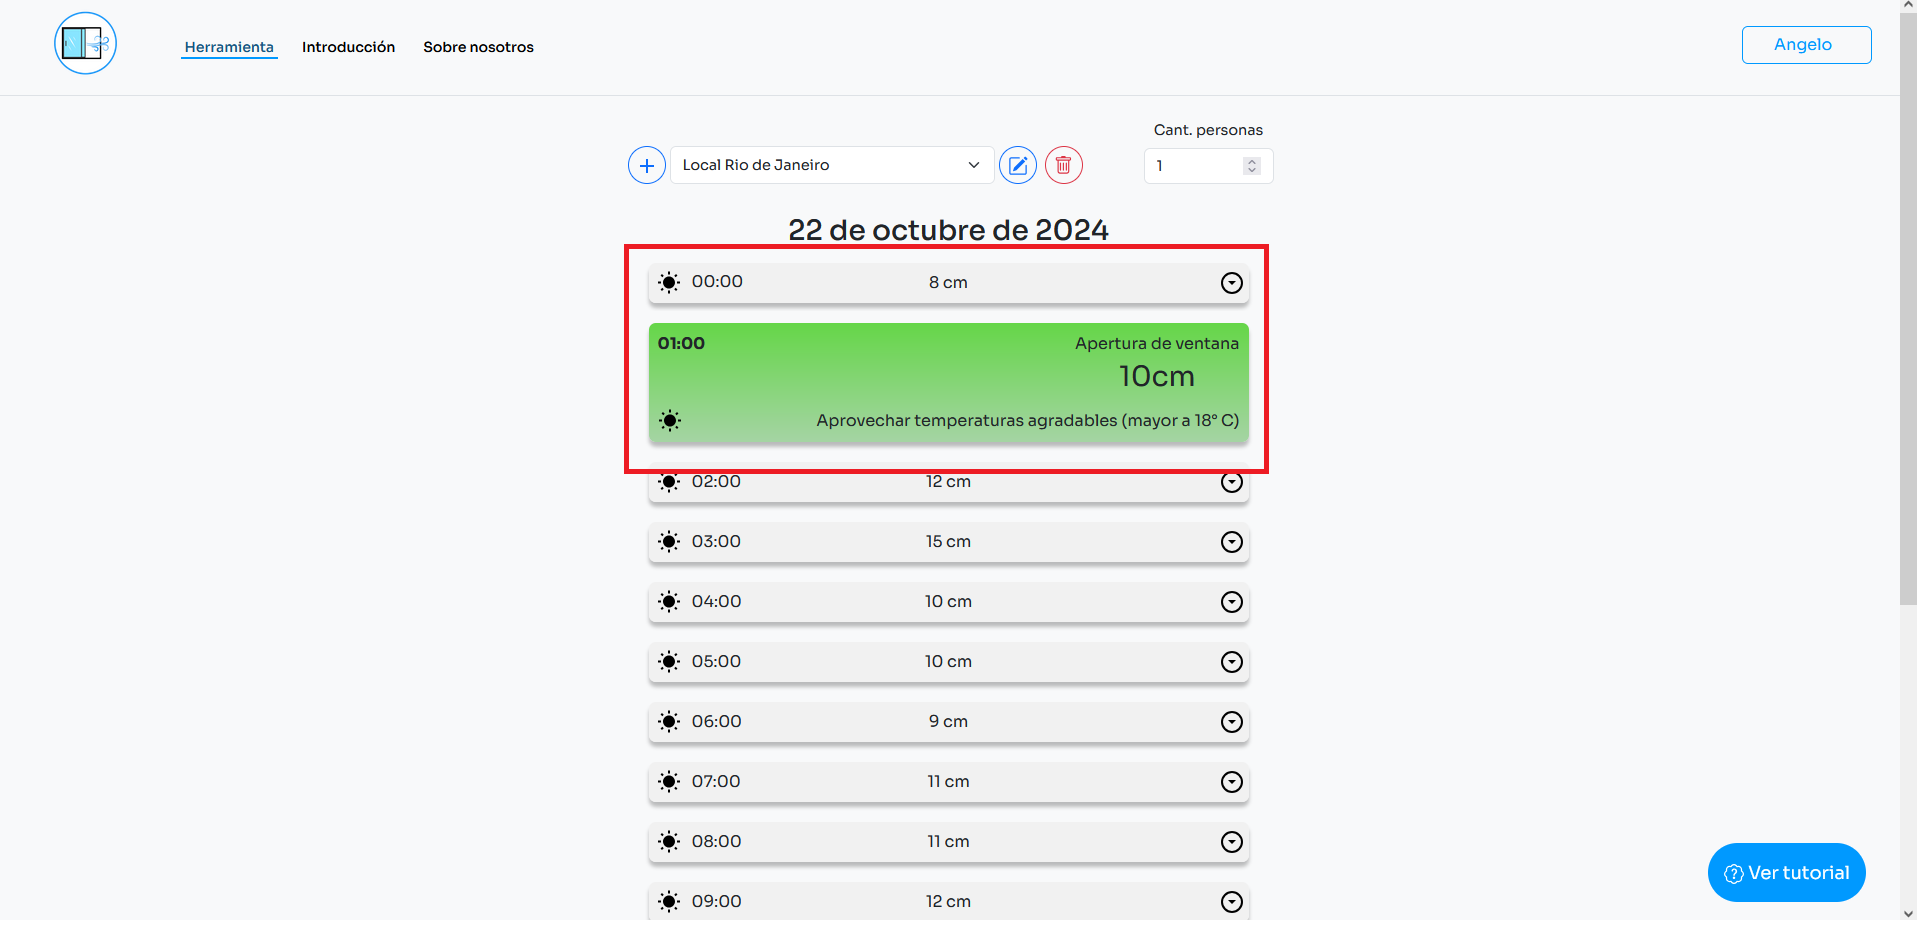 Herramienta Introducción Sobre nosotros Angelo
Cant. personas
Local Rio de Janeiro 1
22 de octubre de 2024
00:00 8 cm
01:00 Apertura de ventana
10cm
Aprovechar temperaturas agradables (mayor a 18° C)
02:00 12 cm
03:00 15 cm
04:00 10 cm
05:00 10 cm
06:00 9 cm
07:00 11 cm
08:00 11 cm
Ver tutorial
09:00 12 cm